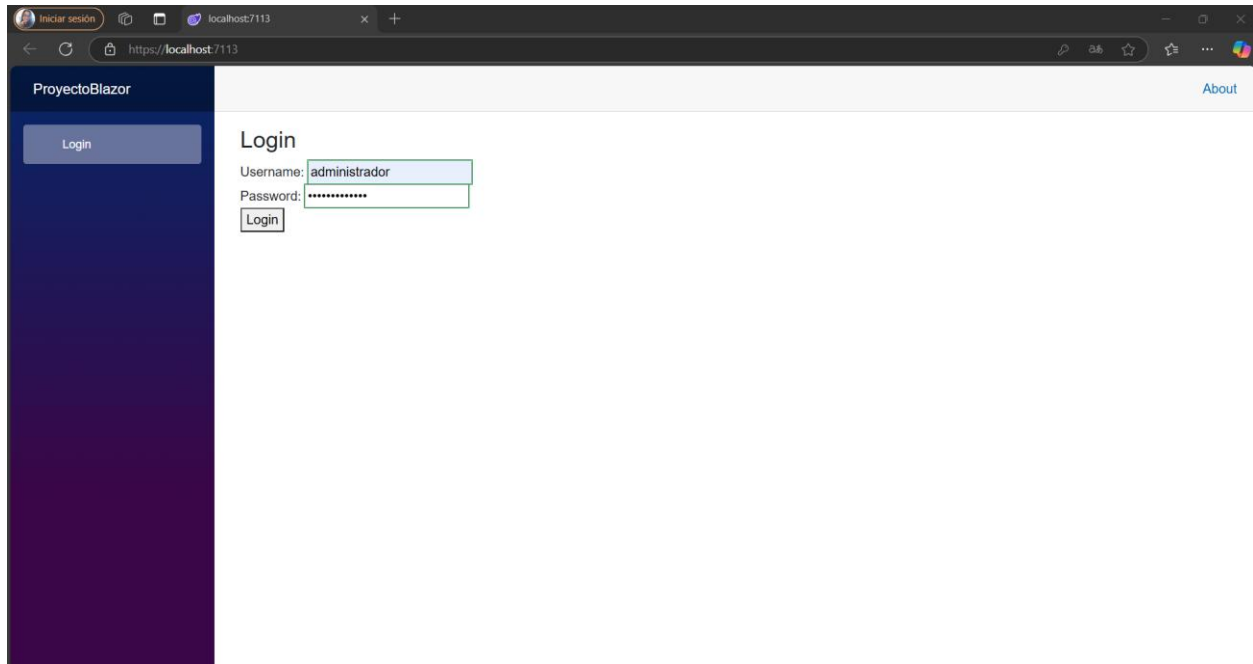 Iniciar sesión
localhost:7113
https://localhost:7113
ProyectoBlazor
About
Login
Login
Username: administrador
Password: •••••••••••••
Login